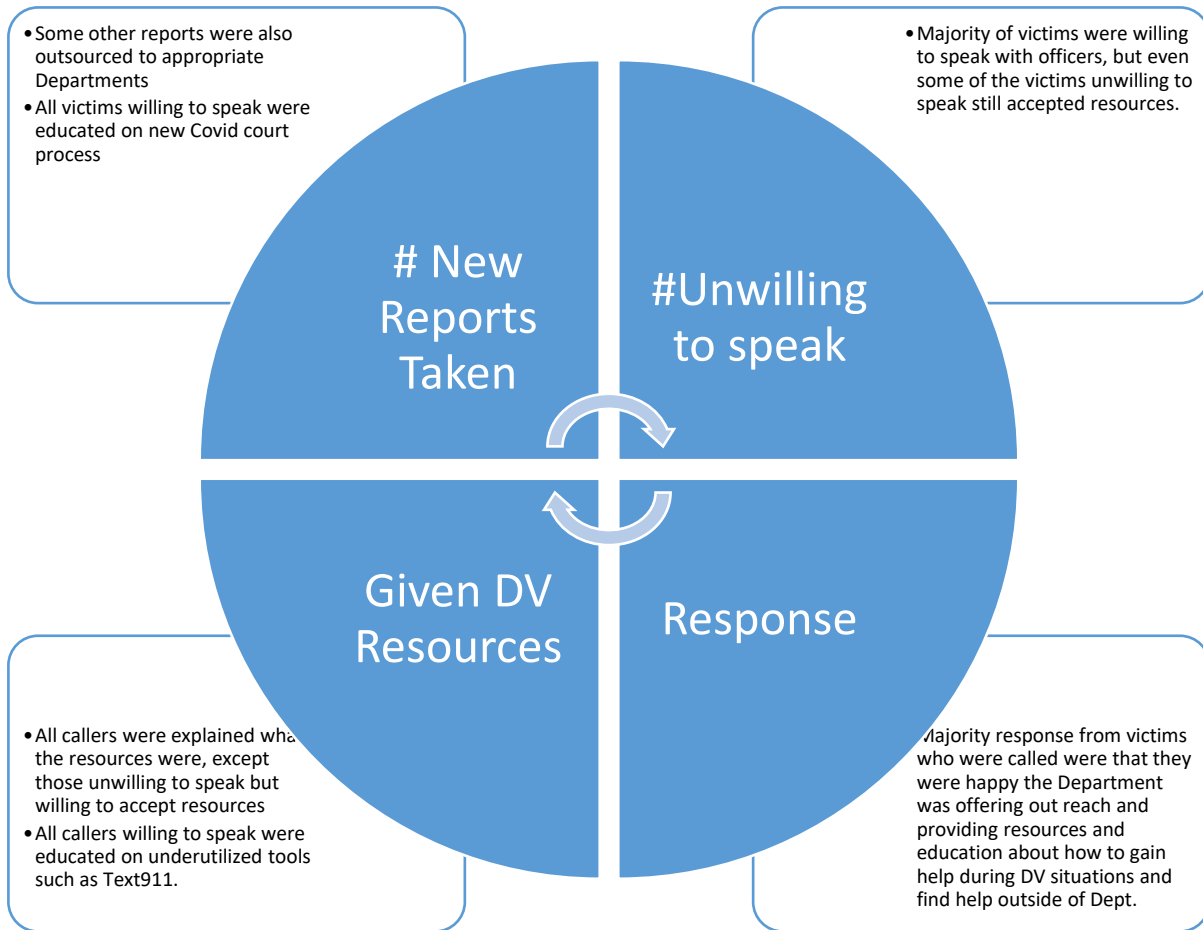 •Some other reports were also
outsourced to appropriate
Departments
•All victims willing to speak were
educated on new Covid court
process
•Majority of victims were willing
to speak with officers, but even
some of the victims unwilling to
speak still accepted resources.
# New
Reports
Taken
#Unwilling
to speak
Given DV
Resources
Response
•All callers were explained
the resources were, except
those unwilling to speak but
willing to accept resources
•All callers willing to speak were
educated on underutilized tools
such as Text911.
Majority response from victims
who were called were that they
were happy the Department
was offering out reach and
providing resources and
education about how to gain
help during DV situations and
find help outside of Dept.